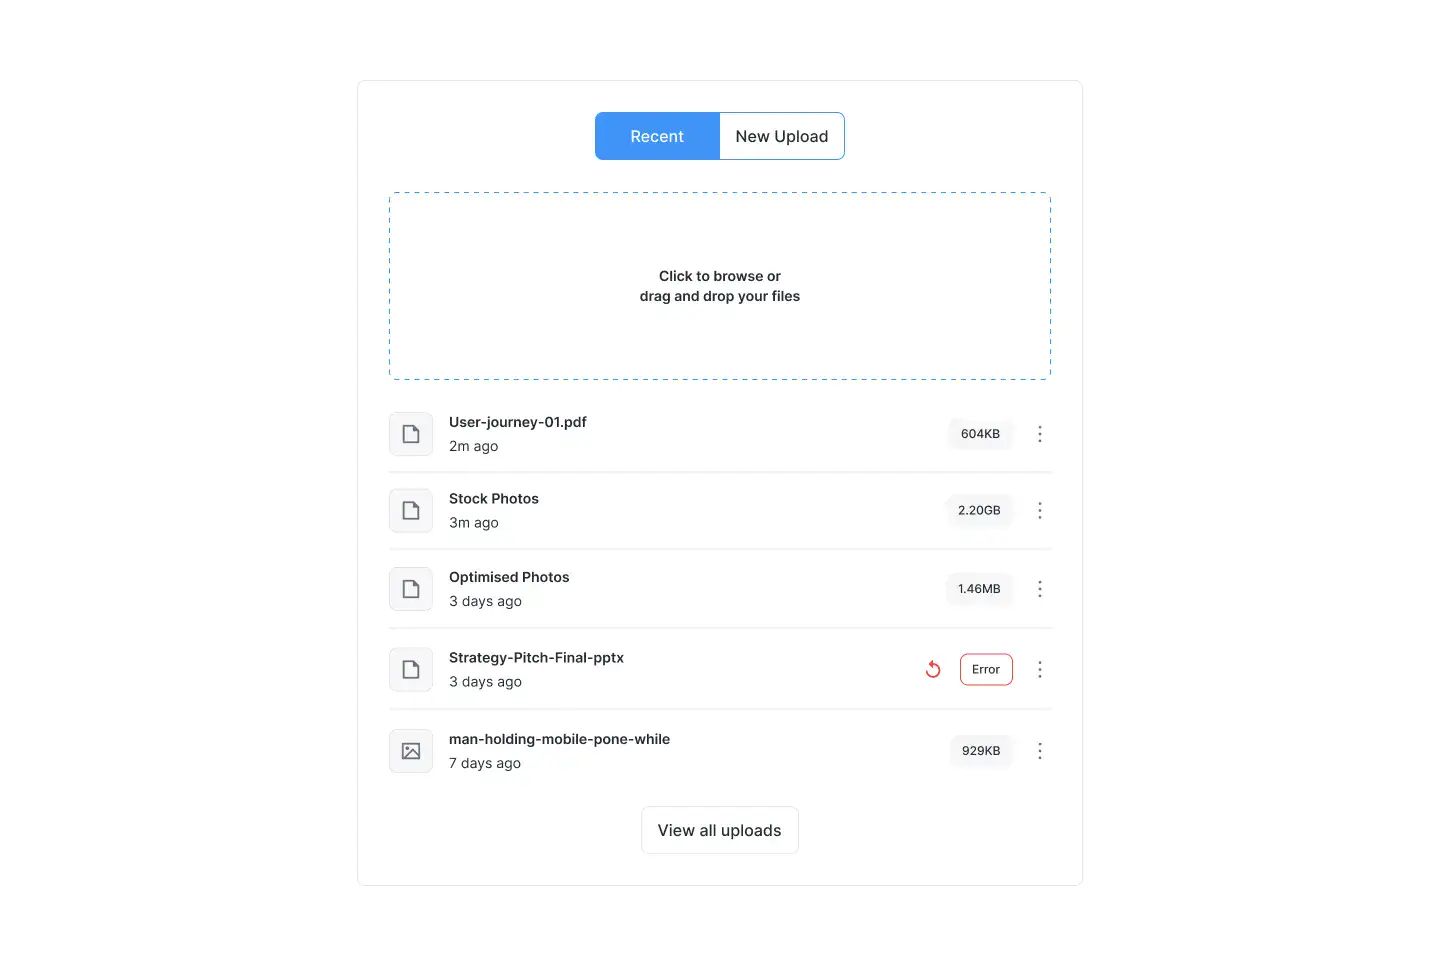 Recent
New Upload
Click to browse or
drag and drop your files
User-journey-01.pdf
2m ago
604KB
Stock Photos
3m ago
2.20GB
Optimised Photos
3 days ago
1.46MB
Strategy-Pitch-Final-pptx
3 days ago
Error
man-holding-mobile-pone-while
7 days ago
929KB
View all uploads